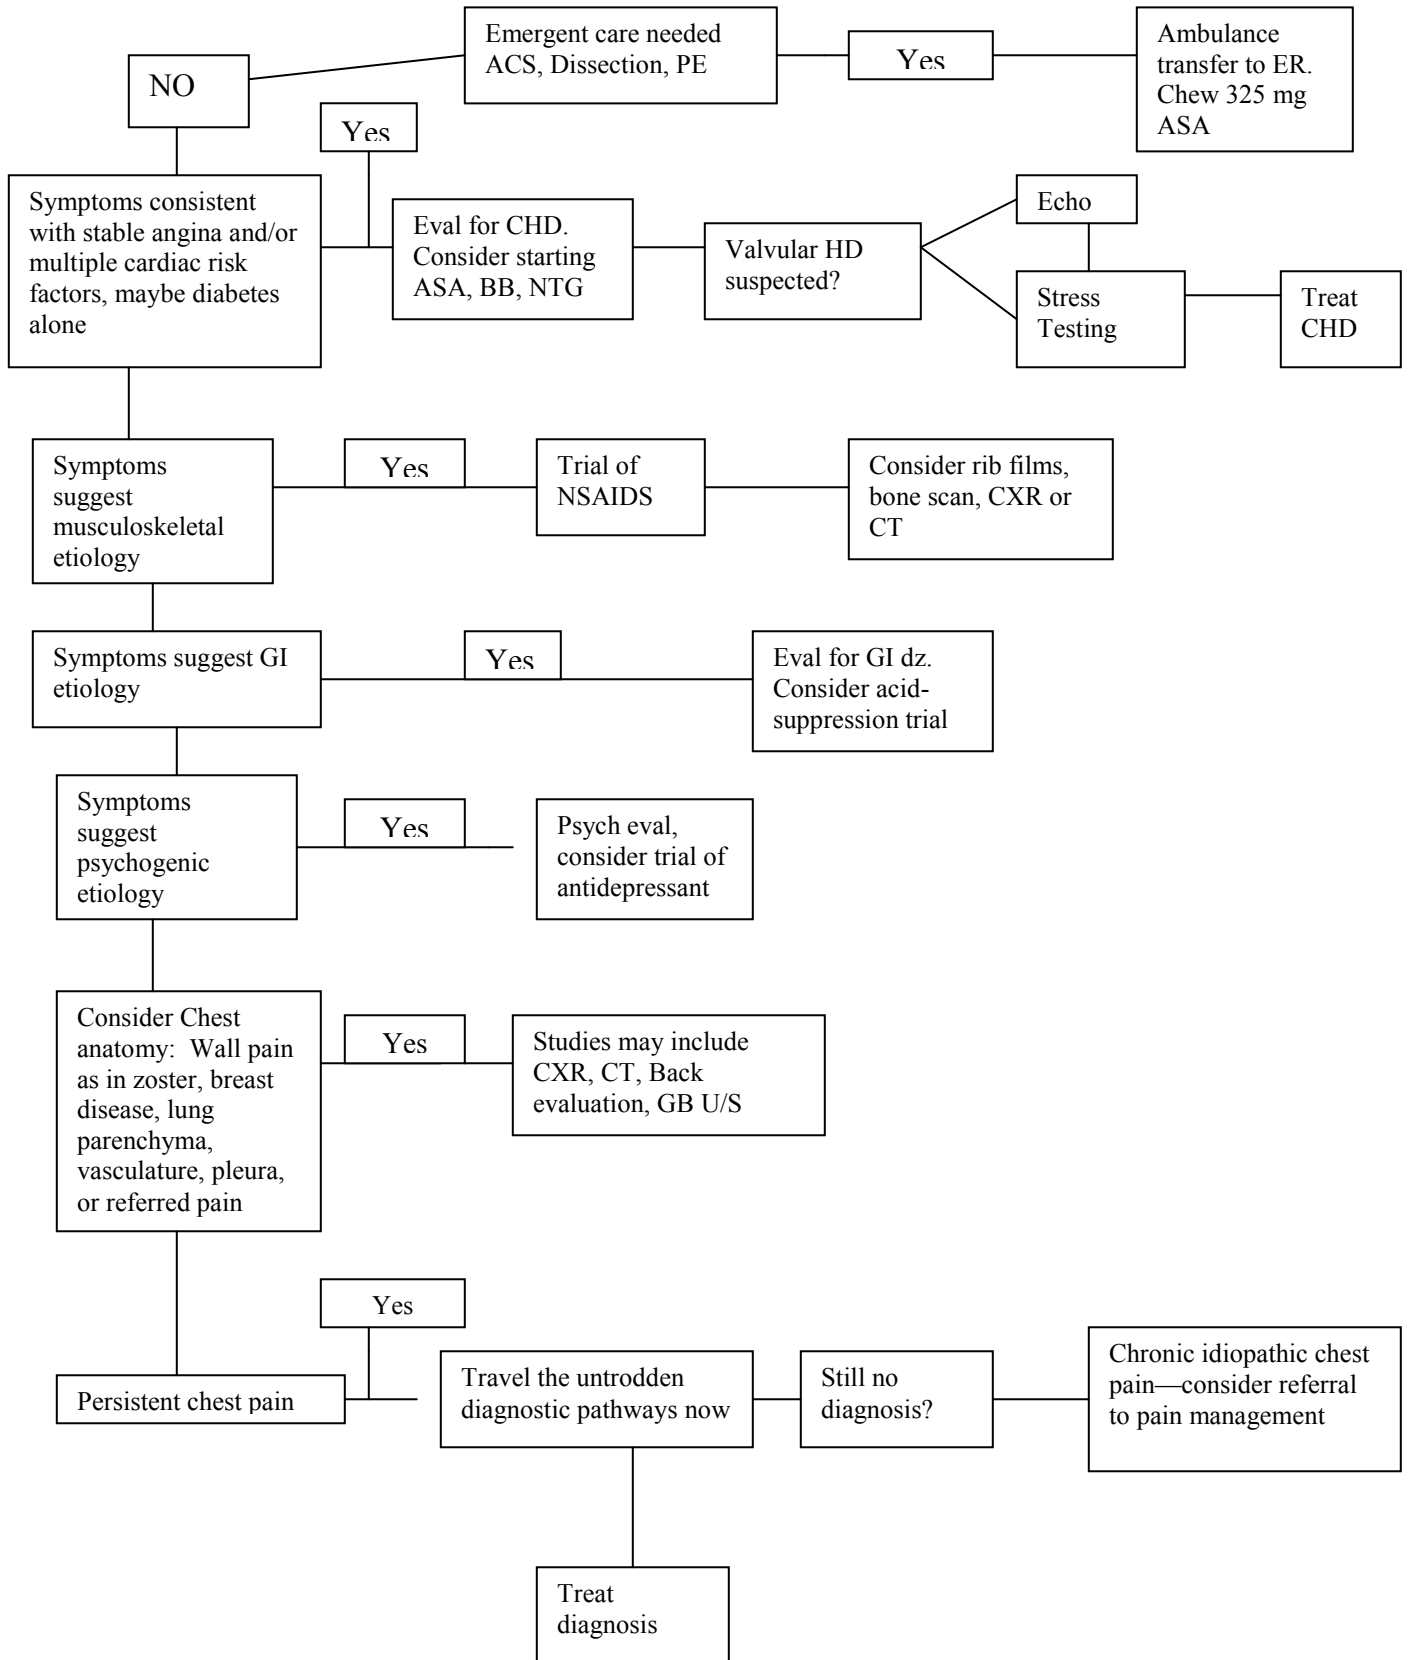 Emergent care needed
ACS, Dissection, PE
Yes
Ambulance
transfer to ER.
Chew 325 mg
ASA
NO
Yes
Symptoms consistent
with stable angina and/or
multiple cardiac risk
factors, maybe diabetes
alone
Eval for CHD.
Consider starting
ASA, BB, NTG
Valvular HD
suspected?
Echo
Stress
Testing
Treat
CHD
Symptoms
suggest
musculoskeletal
etiology
Yes
Trial of
NSAIDS
Consider rib films,
bone scan, CXR or
CT
Symptoms suggest GI
etiology
Yes
Eval for GI dz.
Consider acid-
suppression trial
Symptoms
suggest
psychogenic
etiology
Yes
Psych eval,
consider trial of
antidepressant
Consider Chest
anatomy:  Wall pain
as in zoster, breast
disease, lung
parenchyma,
vasculature, pleura,
or referred pain
Yes
Studies may include
CXR, CT, Back
evaluation, GB U/S
Yes
Persistent chest pain
Travel the untrodden
diagnostic pathways now
Still no
diagnosis?
Chronic idiopathic chest
pain—consider referral
to pain management
Treat
diagnosis